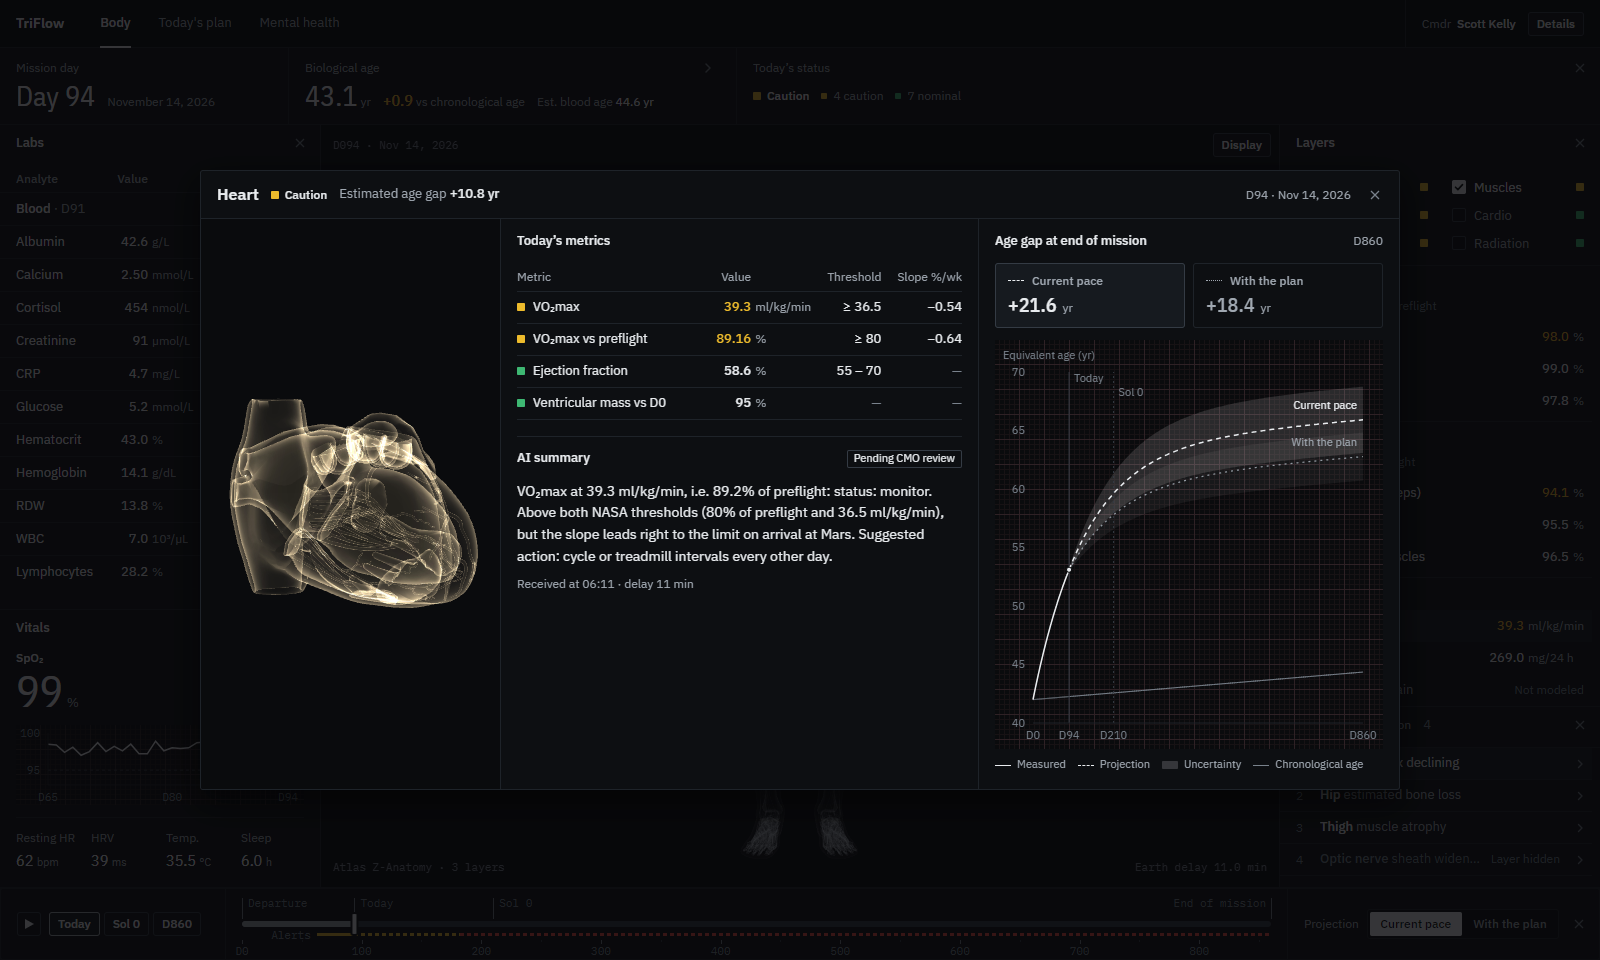 TriFlow Body Today's plan Mental health Cmdr Scott Kelly Details
Mission day
Day 94 November 14, 2026
Biological age
43.1 yr +0.9 vs chronological age Est. blood age 44.6 yr
Today's status
Caution 4 caution 7 nominal
Labs
Analyte Value
Blood · D91
Albumin 42.6 g/L
Calcium 2.50 mmol/L
Cortisol 454 nmol/L
Creatinine 91 µmol/L
CRP 4.7 mg/L
Glucose 5.2 mmol/L
Hematocrit 43.0 %
Hemoglobin 14.1 g/dL
RDW 13.8 %
WBC 7.0 10³/µL
Lymphocytes 28.2 %
Vitals
SpO₂
99 %
100
95
D65 D80 D94
Resting HR HRV Temp. Sleep
62 bpm 39 ms 35.5 °C 6.0 h
D094 · Nov 14, 2026 Display
Heart Caution Estimated age gap +10.8 yr D94 · Nov 14, 2026
Today's metrics
Metric Value Threshold Slope %/wk
VO₂max 39.3 ml/kg/min ≥ 36.5 −0.54
VO₂max vs preflight 89.16 % ≥ 80 −0.64
Ejection fraction 58.6 % 55 – 70 —
Ventricular mass vs D0 95 % — —
AI summary Pending CMO review
VO₂max at 39.3 ml/kg/min, i.e. 89.2% of preflight: status: monitor.
Above both NASA thresholds (80% of preflight and 36.5 ml/kg/min),
but the slope leads right to the limit on arrival at Mars. Suggested
action: cycle or treadmill intervals every other day.
Received at 06:11 · delay 11 min
Age gap at end of mission D860
Current pace
+21.6 yr
With the plan
+18.4 yr
Equivalent age (yr)
70
Today
Sol 0
Current pace
65
With the plan
60
55
50
45
40
D0 D94 D210 D860
Measured Projection Uncertainty Chronological age
Atlas Z-Anatomy · 3 layers Earth delay 11.0 min
Layers
Muscles
Cardio
Radiation
reflight
98.0 %
99.0 %
97.8 %
94.1 %
95.5 %
96.5 %
39.3 ml/kg/min
269.0 mg/24 h
Not modeled
4
declining
2 Hip estimated bone loss
3 Thigh muscle atrophy
4 Optic nerve sheath widen... Layer hidden
Today Sol 0 D860
Departure Today Sol 0 End of mission
Alerts
D0 100 200 300 400 500 600 700 800
Projection Current pace With the plan